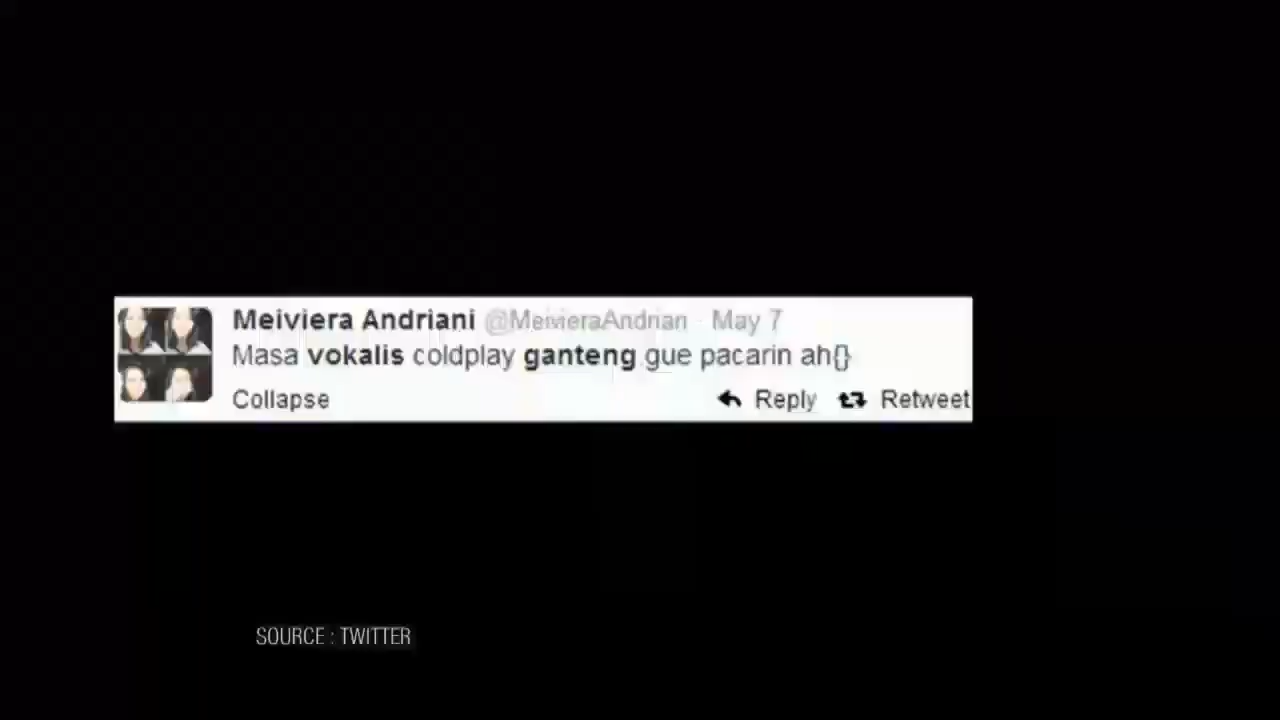 Meiviera Andriani @MeivieraAndrian · May 7
Masa vokalis coldplay ganteng gue pacarin ah{}
Collapse Reply Retweet
SOURCE : TWITTER